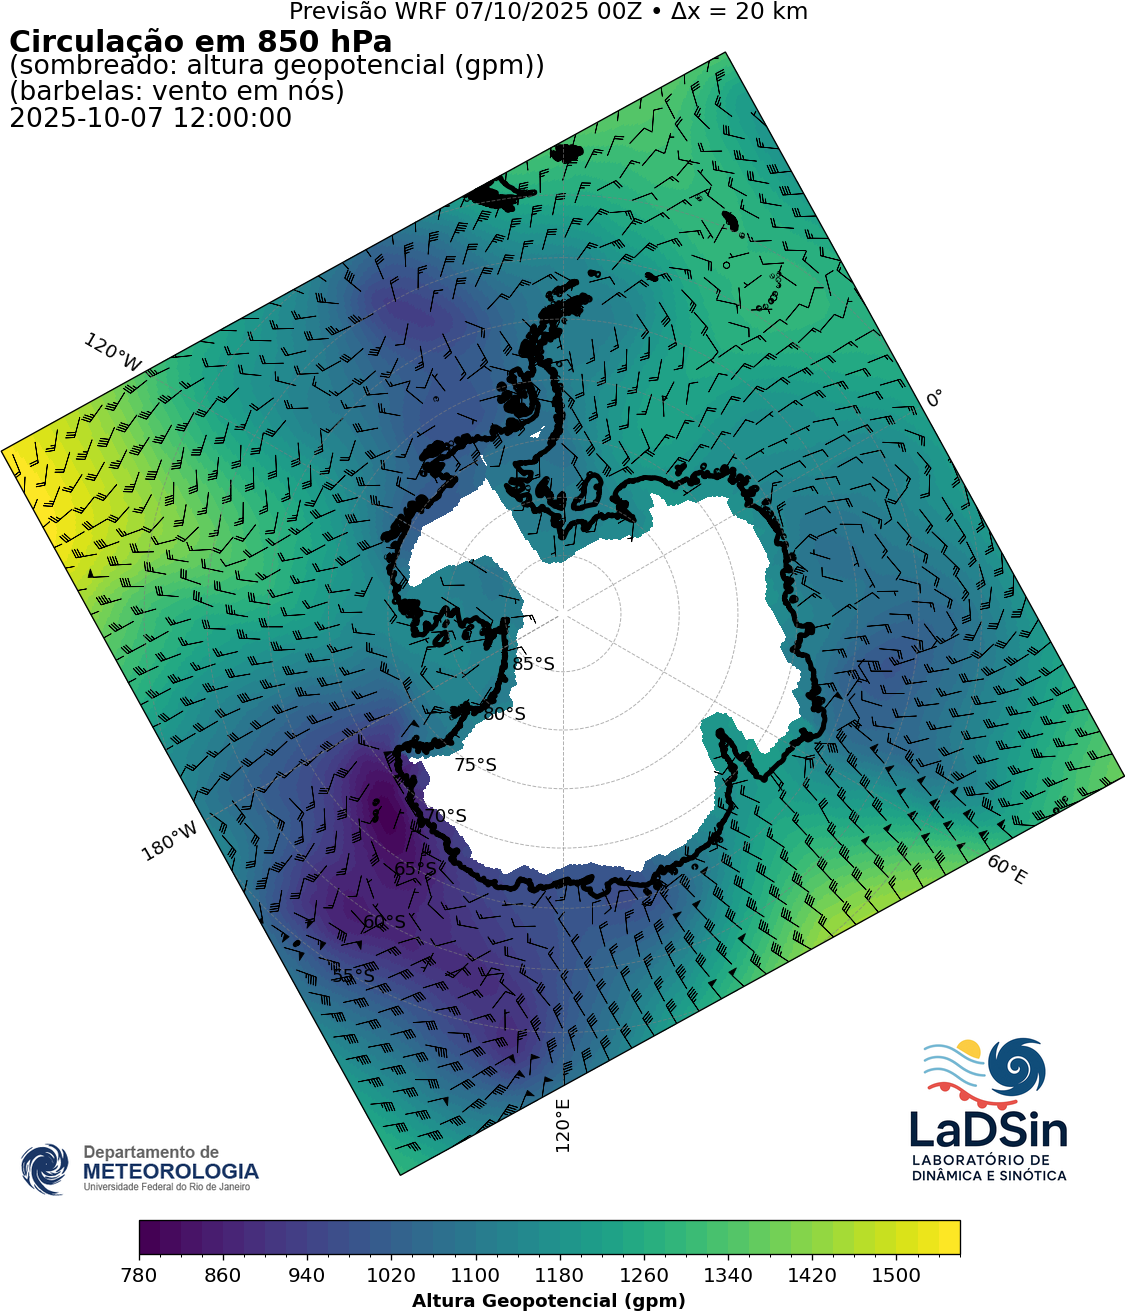 Previsão WRF 07/10/2025 00Z • Δx = 20 km
Circulação em 850 hPa
(sombreado: altura geopotencial (gpm))
(barbelas: vento em nós)
2025-10-07 12:00:00
120°W
0°
85°S
80°S
75°S
70°S
180°W
65°S
60°E
60°S
55°S
120°E
LaDSin
LABORATÓRIO DE
DINÂMICA E SINÓTICA
Departamento de
METEOROLOGIA
Universidade Federal do Rio de Janeiro
780 860 940 1020 1100 1180 1260 1340 1420 1500
Altura Geopotencial (gpm)